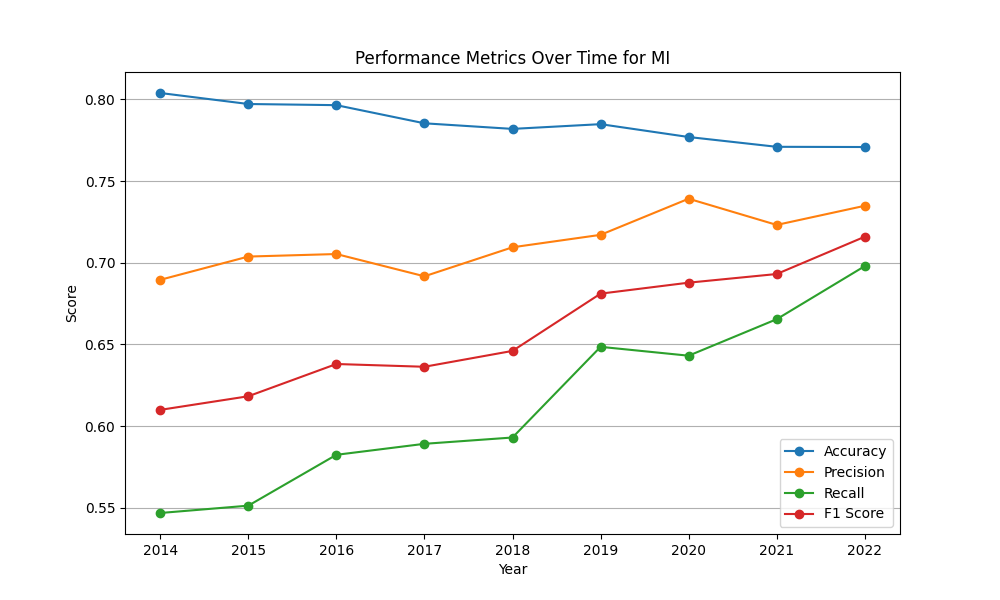 Performance Metrics Over Time for MI
Score
0.80
0.75
0.70
0.65
0.60
0.55
Accuracy
Precision
Recall
F1 Score
2014 2015 2016 2017 2018 2019 2020 2021 2022
Year